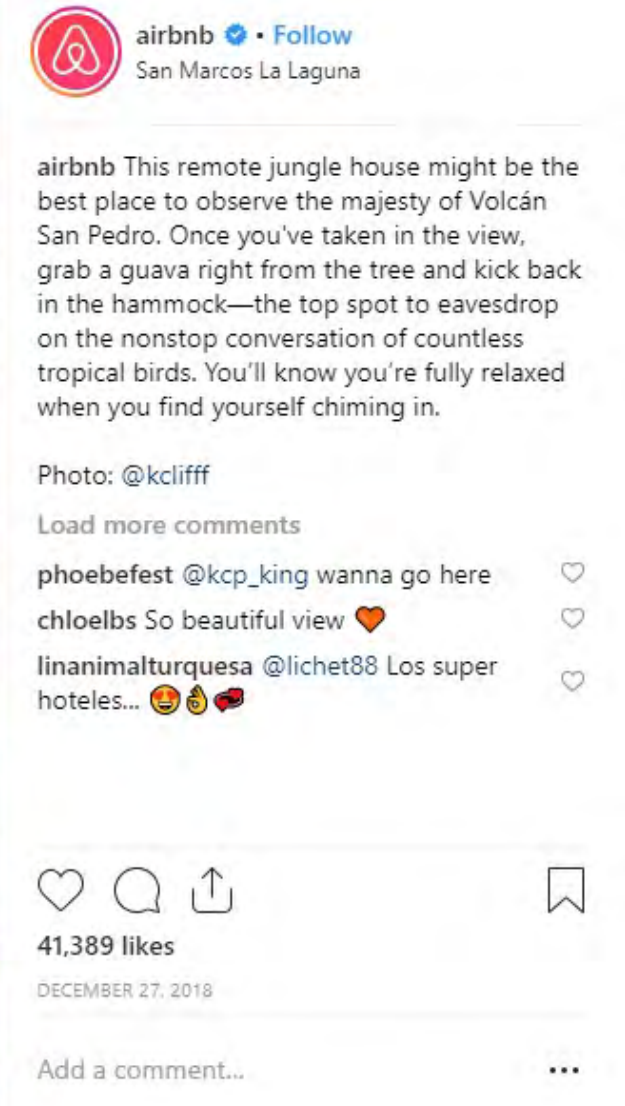 airbnb • Follow
San Marcos La Laguna
airbnb This remote jungle house might be the
best place to observe the majesty of Volcán
San Pedro. Once you've taken in the view,
grab a guava right from the tree and kick back
in the hammock—the top spot to eavesdrop
on the nonstop conversation of countless
tropical birds. You'll know you're fully relaxed
when you find yourself chiming in.
Photo: @kclifff
Load more comments
phoebefest @kcp_king wanna go here
chloelbs So beautiful view 🧡
linanimalturquesa @lichet88 Los super
hoteles... 😍👌💞
41,389 likes
DECEMBER 27, 2018
Add a comment...